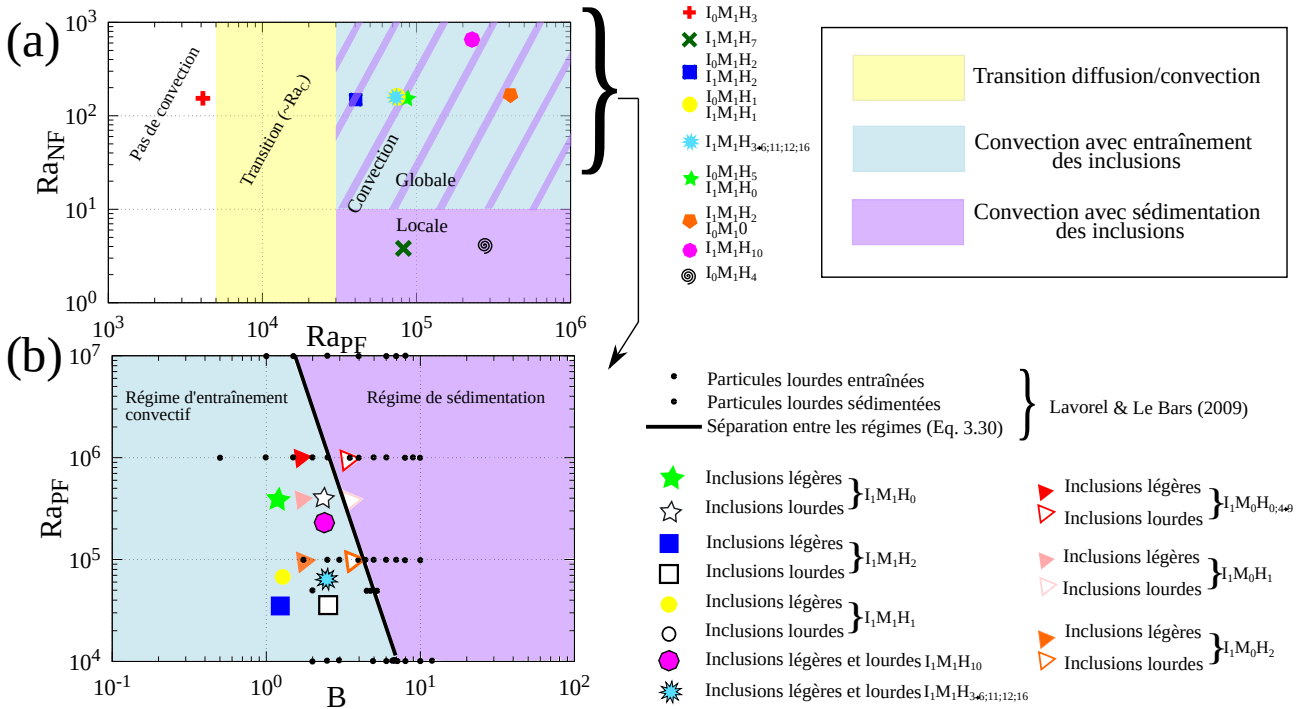 (a)
Ra_NF
10³
10²
10¹
10⁰
Pas de convection
Transition (~Ra_C)
Convection
Globale
Locale
10³
10⁴
10⁵
10⁶
Ra_PF
I₀M₁H₃
I₁M₁H₇
I₀M₁H₂
I₁M₁H₂
I₀M₁H₁
I₁M₁H₁
I₁M₁H₃₋₆;₁₁;₁₂;₁₆
I₀M₁H₅
I₁M₁H₀
I₁M₁H₂
I₀M₁0
I₁M₁H₁₀
I₀M₁H₄
Transition diffusion/convection
Convection avec entraînement
des inclusions
Convection avec sédimentation
des inclusions
(b)
Ra_PF
10⁷
10⁶
10⁵
10⁴
Régime d'entraînement
convectif
Régime de sédimentation
10⁻¹
10⁰
10¹
10²
B
Particules lourdes entraînées
Particules lourdes sédimentées
Séparation entre les régimes (Eq. 3.30)
Lavorel & Le Bars (2009)
Inclusions légères
Inclusions lourdes
I₁M₁H₀
Inclusions légères
Inclusions lourdes
I₁M₁H₂
Inclusions légères
Inclusions lourdes
I₁M₁H₁
Inclusions légères et lourdes I₁M₁H₁₀
Inclusions légères et lourdes I₁M₁H₃₋₆;₁₁;₁₂;₁₆
Inclusions légères
Inclusions lourdes
I₁M₀H₀;₄₋₉
Inclusions légères
Inclusions lourdes
I₁M₀H₁
Inclusions légères
Inclusions lourdes
I₁M₀H₂